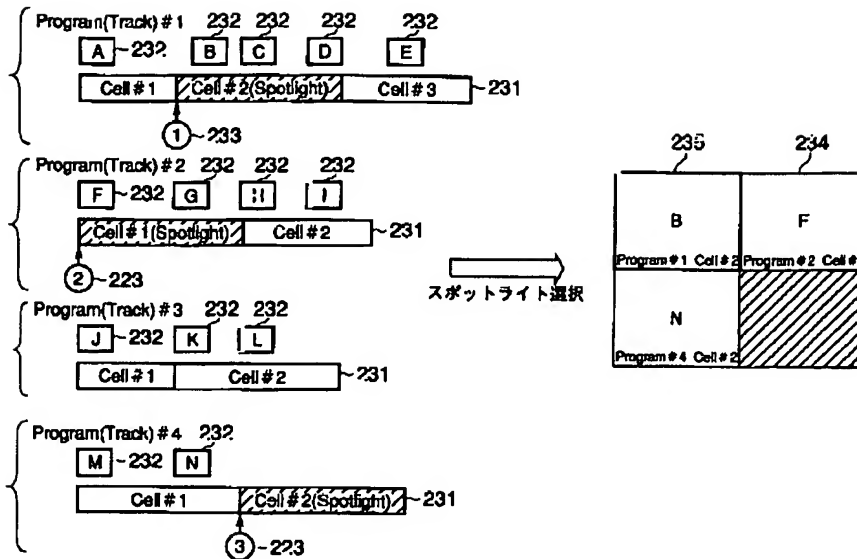 Program(Track)#1
232 232 232 232
A 232 B C D E
Cell#1 Cell#2(Spotlight) Cell#3 231
1 233
Program(Track)#2
232 232 232
F 232 G H I
Cell#1(Spotlight) Cell#2 231
2 223
Program(Track)#3
232 232
J 232 K L
Cell#1 Cell#2 231
Program(Track)#4
232
M 232 N
Cell#1 Cell#2(Spotlight) 231
3 223
スポットライト選択
235 234
B F
Program#1 Cell#2 Program#2 Cell#
N
Program#4 Cell#2